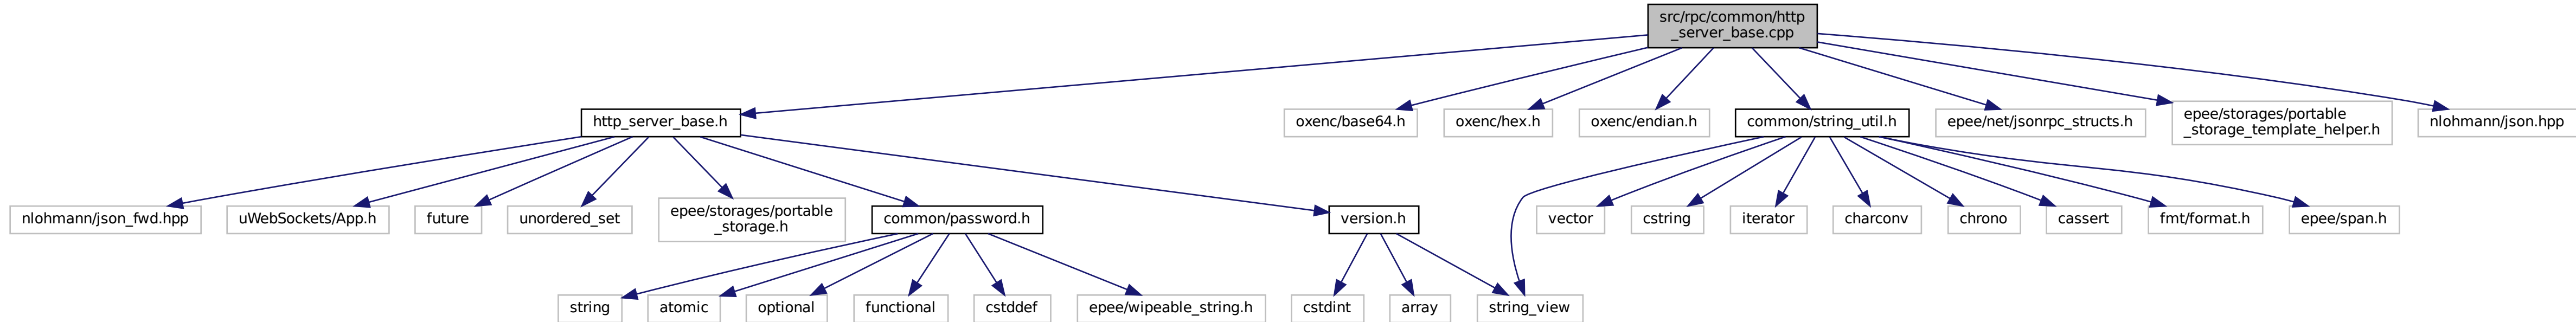 src/rpc/common/http
_server_base.cpp
http_server_base.h
oxenc/base64.h
oxenc/hex.h
oxenc/endian.h
common/string_util.h
epee/net/jsonrpc_structs.h
epee/storages/portable
_storage_template_helper.h
nlohmann/json.hpp
nlohmann/json_fwd.hpp
uWebSockets/App.h
future
unordered_set
epee/storages/portable
_storage.h
common/password.h
version.h
vector
cstring
iterator
charconv
chrono
cassert
fmt/format.h
epee/span.h
string
atomic
optional
functional
cstddef
epee/wipeable_string.h
cstdint
array
string_view